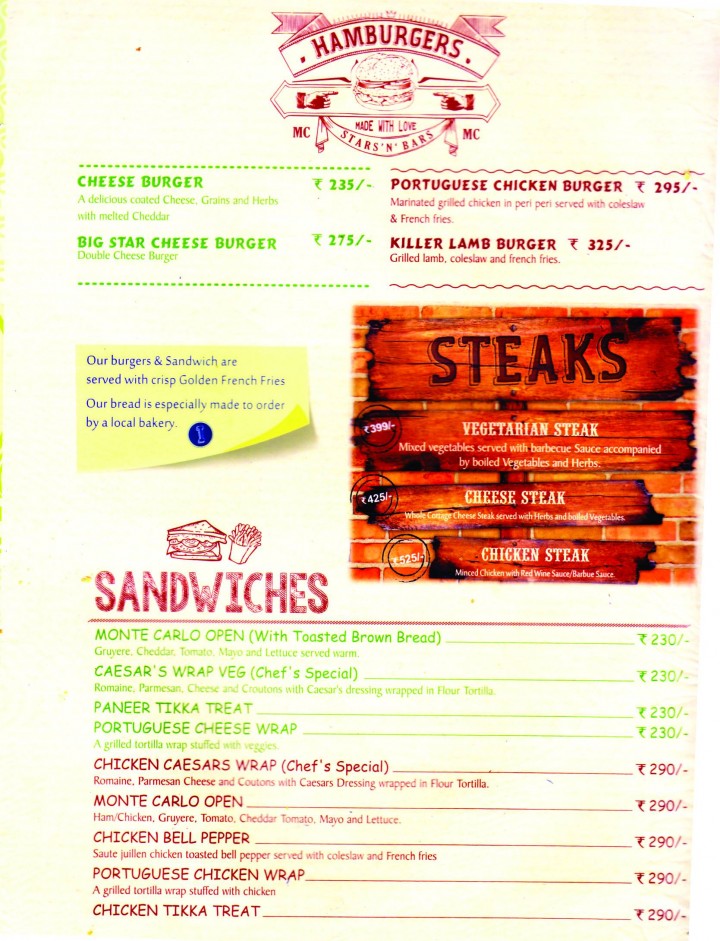 HAMBURGERS
MADE WITH LOVE
MC
MC
STARS'N'BARS
CHEESE BURGER ₹ 235/-
A delicious coated Cheese, Grains and Herbs
with melted Cheddar
BIG STAR CHEESE BURGER ₹ 275/-
Double Cheese Burger
PORTUGUESE CHICKEN BURGER ₹ 295/-
Marinated grilled chicken in peri peri served with coleslaw
& French fries.
KILLER LAMB BURGER ₹ 325/-
Grilled lamb, coleslaw and french fries.
Our burgers & Sandwich are
served with crisp Golden French Fries
Our bread is especially made to order
by a local bakery.
STEAKS
₹399/-
VEGETARIAN STEAK
Mixed vegetables served with barbecue Sauce accompanied
by boiled Vegetables and Herbs.
₹425/-
CHEESE STEAK
Whole Cottage Cheese Steak served with Herbs and boiled Vegetables.
₹525/-
CHICKEN STEAK
Minced Chicken with Red Wine Sauce/Barbue Sauce.
SANDWICHES
MONTE CARLO OPEN (With Toasted Brown Bread) ₹ 230/-
Gruyere, Cheddar, Tomato, Mayo and Lettuce served warm.
CAESAR'S WRAP VEG (Chef's Special) ₹ 230/-
Romaine, Parmesan, Cheese and Croutons with Caesar's dressing wrapped in Flour Tortilla.
PANEER TIKKA TREAT ₹ 230/-
PORTUGUESE CHEESE WRAP ₹ 230/-
A grilled tortilla wrap stuffed with veggies.
CHICKEN CAESARS WRAP (Chef's Special) ₹ 290/-
Romaine, Parmesan Cheese and Coutons with Caesars Dressing wrapped in Flour Tortilla.
MONTE CARLO OPEN ₹ 290/-
Ham/Chicken, Gruyere, Tomato, Cheddar Tomato, Mayo and Lettuce.
CHICKEN BELL PEPPER ₹ 290/-
Saute juillen chicken toasted bell pepper served with coleslaw and French fries
PORTUGUESE CHICKEN WRAP ₹ 290/-
A grilled tortilla wrap stuffed with chicken
CHICKEN TIKKA TREAT ₹ 290/-